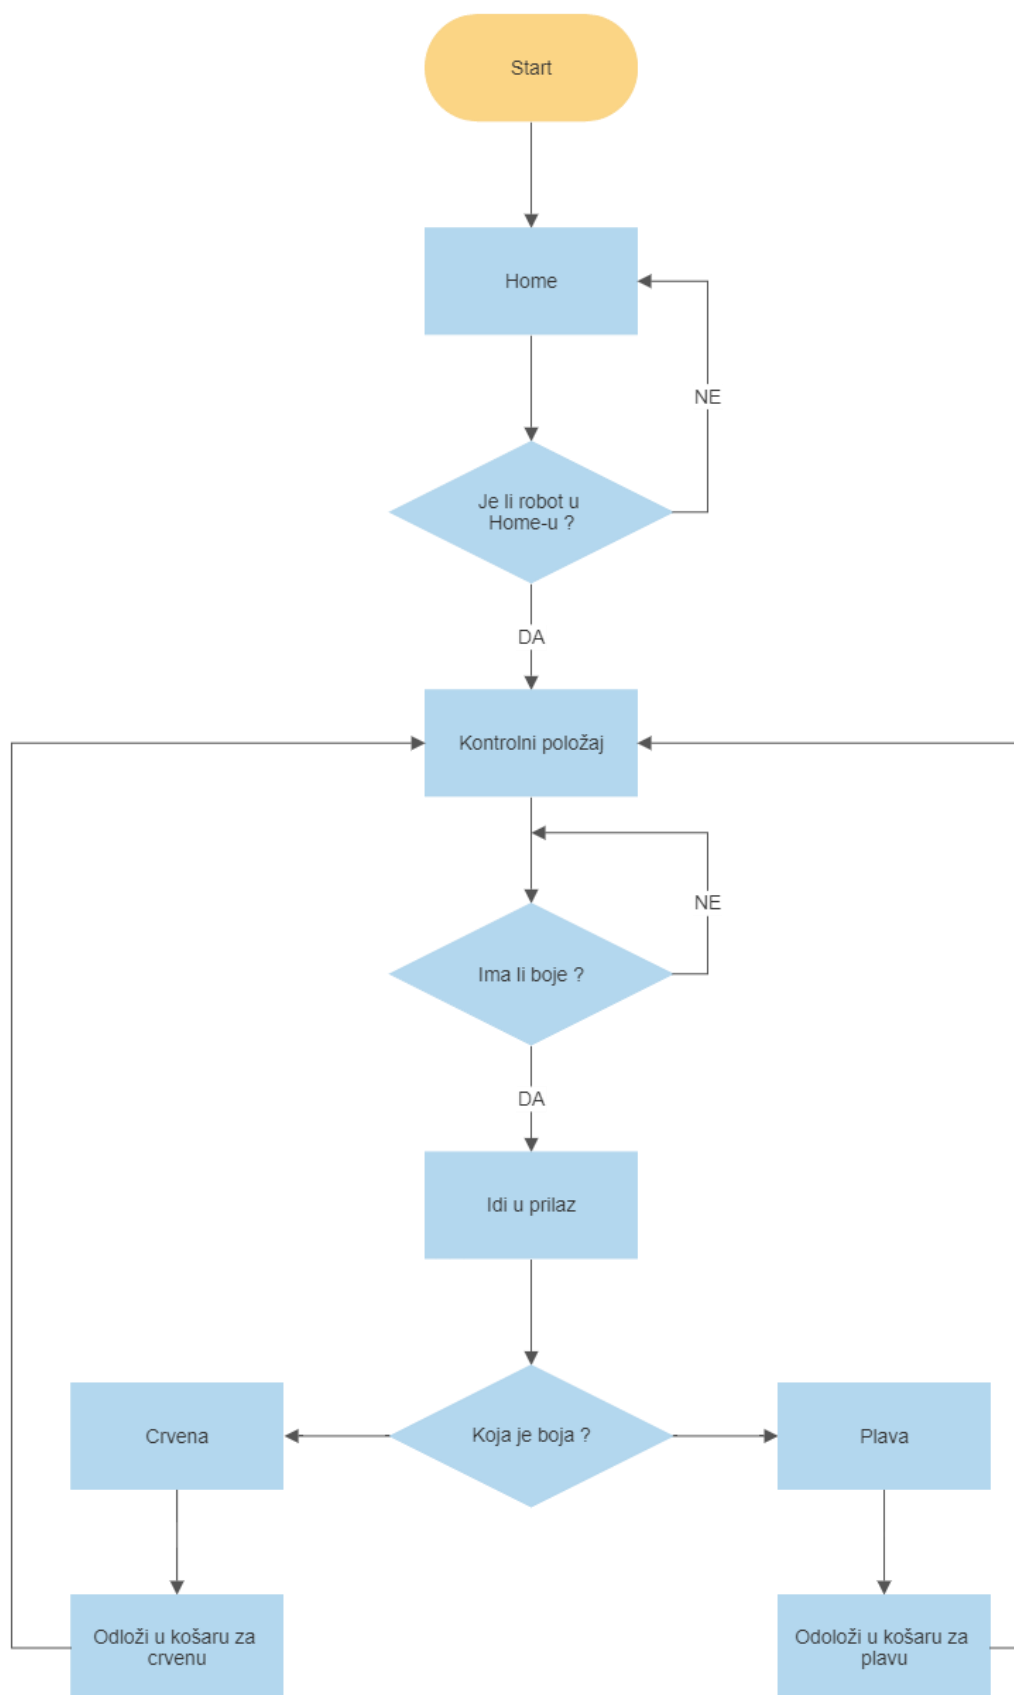 Start
Home
NE
Je li robot u
Home-u ?
DA
Kontrolni položaj
NE
Ima li boje ?
DA
Idi u prilaz
Crvena
Koja je boja ?
Plava
Odloži u košaru za
crvenu
Odoloži u košaru za
plavu